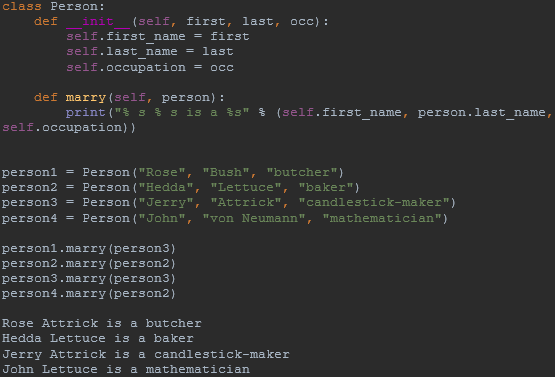 class Person:
    def __init__(self, first, last, occ):
        self.first_name = first
        self.last_name = last
        self.occupation = occ

    def marry(self, person):
        print("% s % s is a %s" % (self.first_name, person.last_name,
self.occupation))


person1 = Person("Rose", "Bush", "butcher")
person2 = Person("Hedda", "Lettuce", "baker")
person3 = Person("Jerry", "Attrick", "candlestick-maker")
person4 = Person("John", "von Neumann", "mathematician")

person1.marry(person3)
person2.marry(person2)
person3.marry(person3)
person4.marry(person2)

Rose Attrick is a butcher
Hedda Lettuce is a baker
Jerry Attrick is a candlestick-maker
John Lettuce is a mathematician